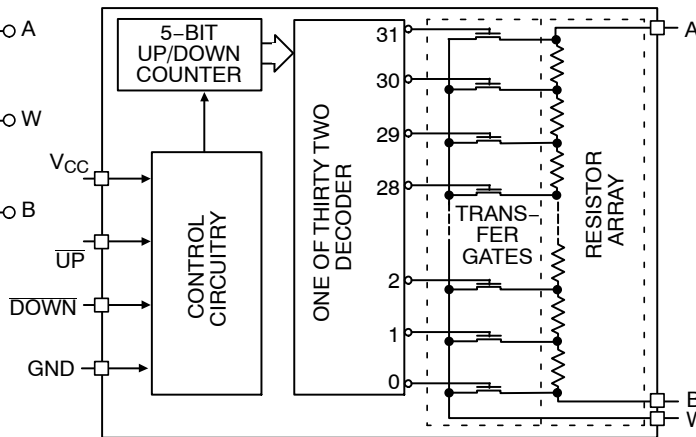 A
W
B
5–BIT
UP/DOWN
COUNTER
VCC
UP
DOWN
GND
CONTROL
CIRCUITRY
ONE OF THIRTY TWO
DECODER
31
30
29
28
2
1
0
TRANS–
FER
GATES
RESISTOR
ARRAY
A
B
W